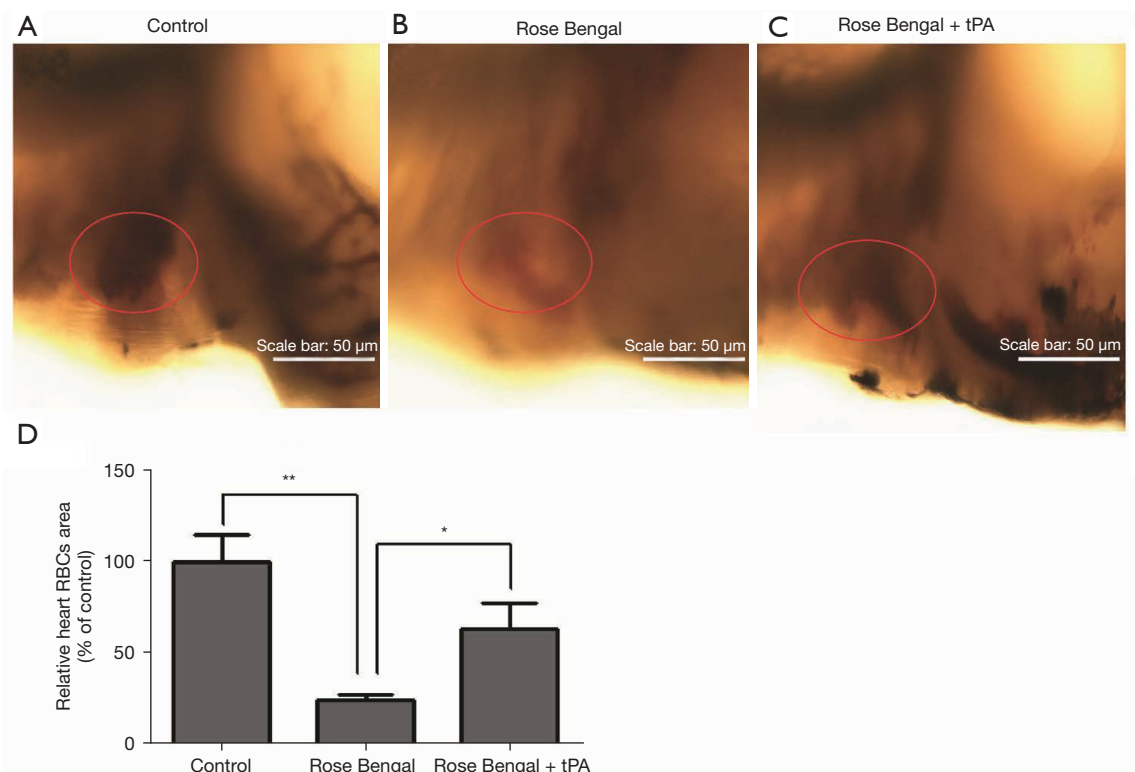 A
Control
B
Rose Bengal
C
Rose Bengal + tPA
Scale bar: 50 μm
Scale bar: 50 μm
Scale bar: 50 μm
D
Relative heart RBCs area
(% of control)
150
100
50
0
**
*
Control
Rose Bengal
Rose Bengal + tPA